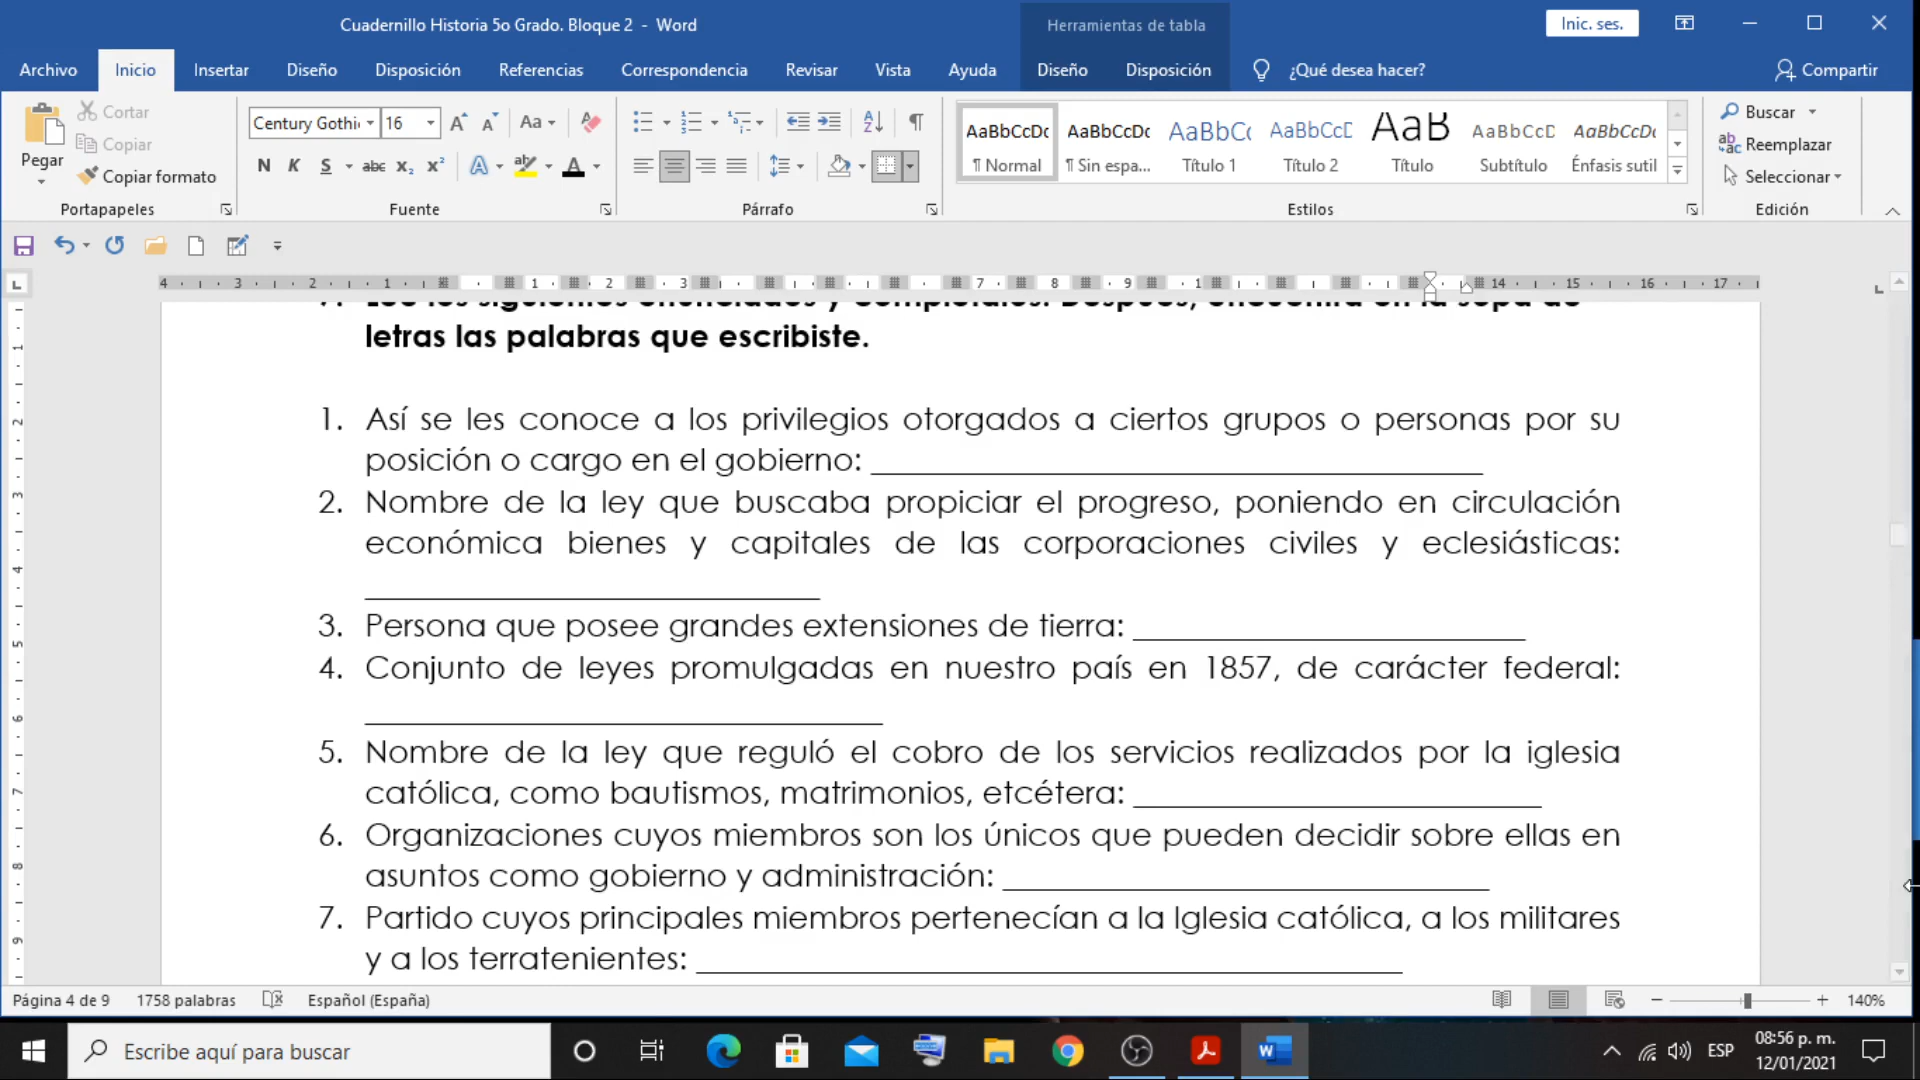 Cuadernillo Historia 5o Grado. Bloque 2 - Word
Herramientas de tabla
Inic. ses.
Archivo Inicio Insertar Diseño Disposición Referencias Correspondencia Revisar Vista Ayuda Diseño Disposición ¿Qué desea hacer? Compartir
Pegar
Cortar
Copiar
Copiar formato
Portapapeles
Century Gothi 16
Fuente
Párrafo
AaBbCcDc ¶ Normal
AaBbCcDc ¶ Sin espa...
AaBbCc Título 1
AaBbCcD Título 2
AaB Título
AaBbCcD Subtítulo
AaBbCcDc Énfasis sutil
Estilos
Buscar
Reemplazar
Seleccionar
Edición
letras las palabras que escribiste.
1. Así se les conoce a los privilegios otorgados a ciertos grupos o personas por su
posición o cargo en el gobierno: ____________________
2. Nombre de la ley que buscaba propiciar el progreso, poniendo en circulación
económica bienes y capitales de las corporaciones civiles y eclesiásticas:
____________________
3. Persona que posee grandes extensiones de tierra: ____________________
4. Conjunto de leyes promulgadas en nuestro país en 1857, de carácter federal:
____________________
5. Nombre de la ley que reguló el cobro de los servicios realizados por la iglesia
católica, como bautismos, matrimonios, etcétera: ____________________
6. Organizaciones cuyos miembros son los únicos que pueden decidir sobre ellas en
asuntos como gobierno y administración: ____________________
7. Partido cuyos principales miembros pertenecían a la Iglesia católica, a los militares
y a los terratenientes: ____________________
Página 4 de 9 1758 palabras Español (España) 140%
Escribe aquí para buscar
ESP
08:56 p. m.
12/01/2021